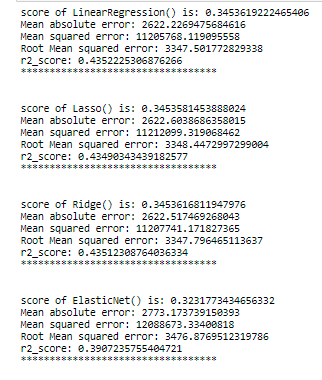 score of LinearRegression() is: 0.3453619222465406
Mean absolute error: 2622.2269475684616
Mean squared error: 11205768.119095558
Root Mean squared error: 3347.501772829338
r2_score: 0.4352225306876266
*********************************
score of Lasso() is: 0.3453581453888024
Mean absolute error: 2622.6038686358015
Mean squared error: 11212099.319068462
Root Mean squared error: 3348.4472997299004
r2_score: 0.43490343439182577
*********************************
score of Ridge() is: 0.3453616811947976
Mean absolute error: 2622.517469268043
Mean squared error: 11207741.171827365
Root Mean squared error: 3347.796465113637
r2_score: 0.43512308764036334
*********************************
score of ElasticNet() is: 0.3231773434656332
Mean absolute error: 2773.173739150393
Mean squared error: 12088673.33400818
Root Mean squared error: 3476.8769512319786
r2_score: 0.3907235755404721
*********************************